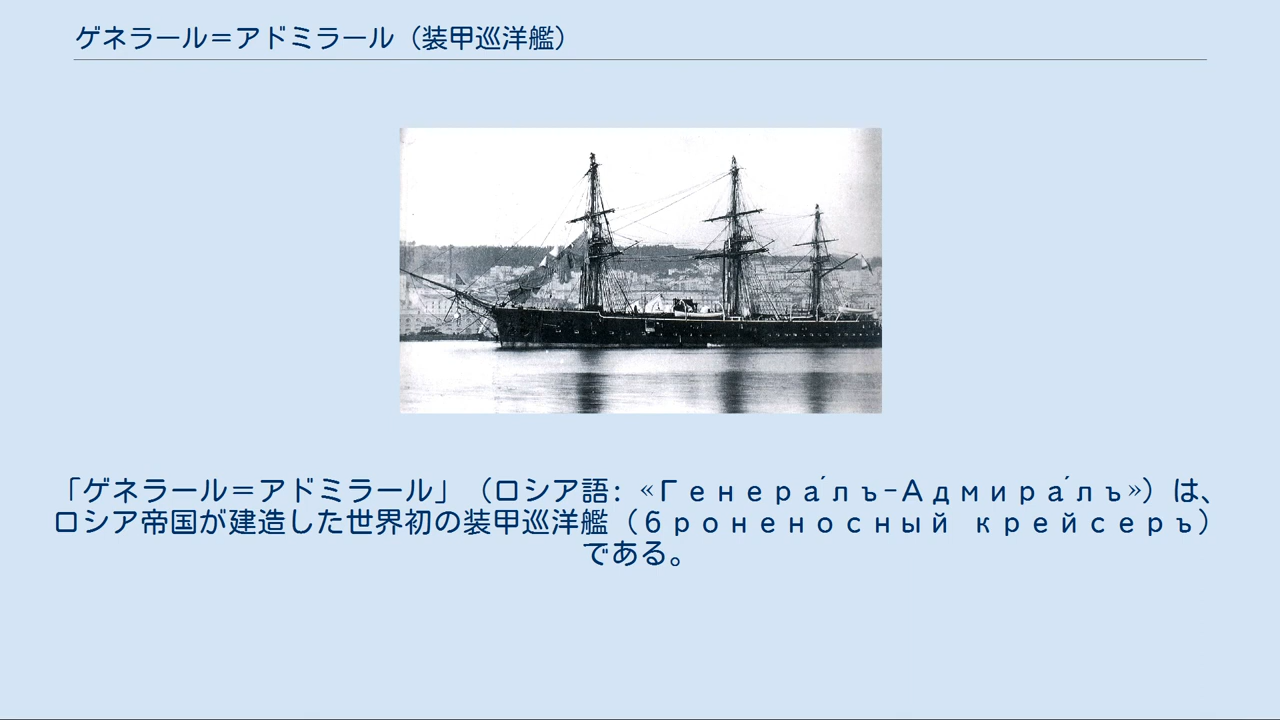 ゲネラール＝アドミラール（装甲巡洋艦）
「ゲネラール＝アドミラール」（ロシア語：«Генера́лъ-Адмира́лъ»）は、
ロシア帝国が建造した世界初の装甲巡洋艦（броненосный крейсеръ）
である。